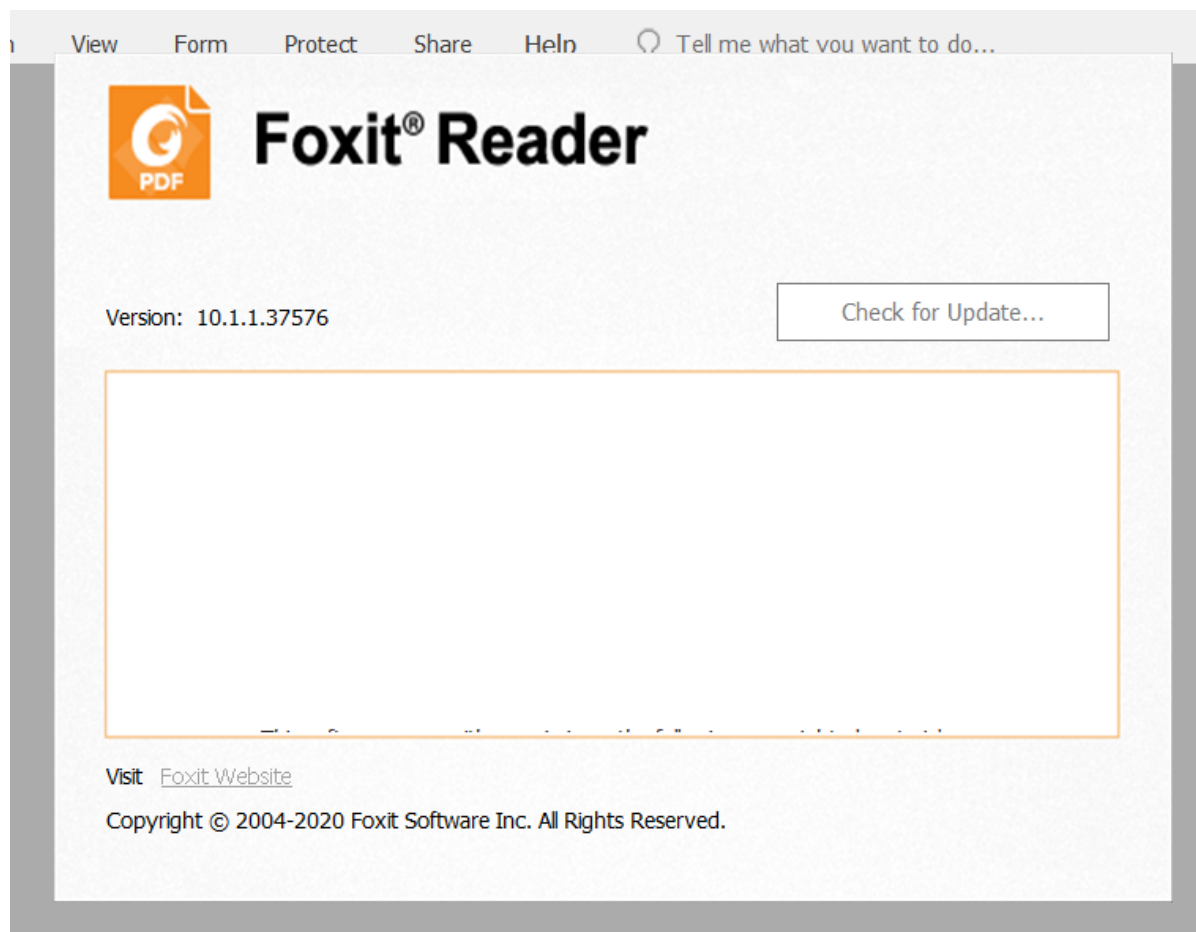 View Form Protect Share Help Tell me what you want to do...
PDF
Foxit® Reader
Version: 10.1.1.37576
Check for Update...
Visit Foxit Website
Copyright © 2004-2020 Foxit Software Inc. All Rights Reserved.